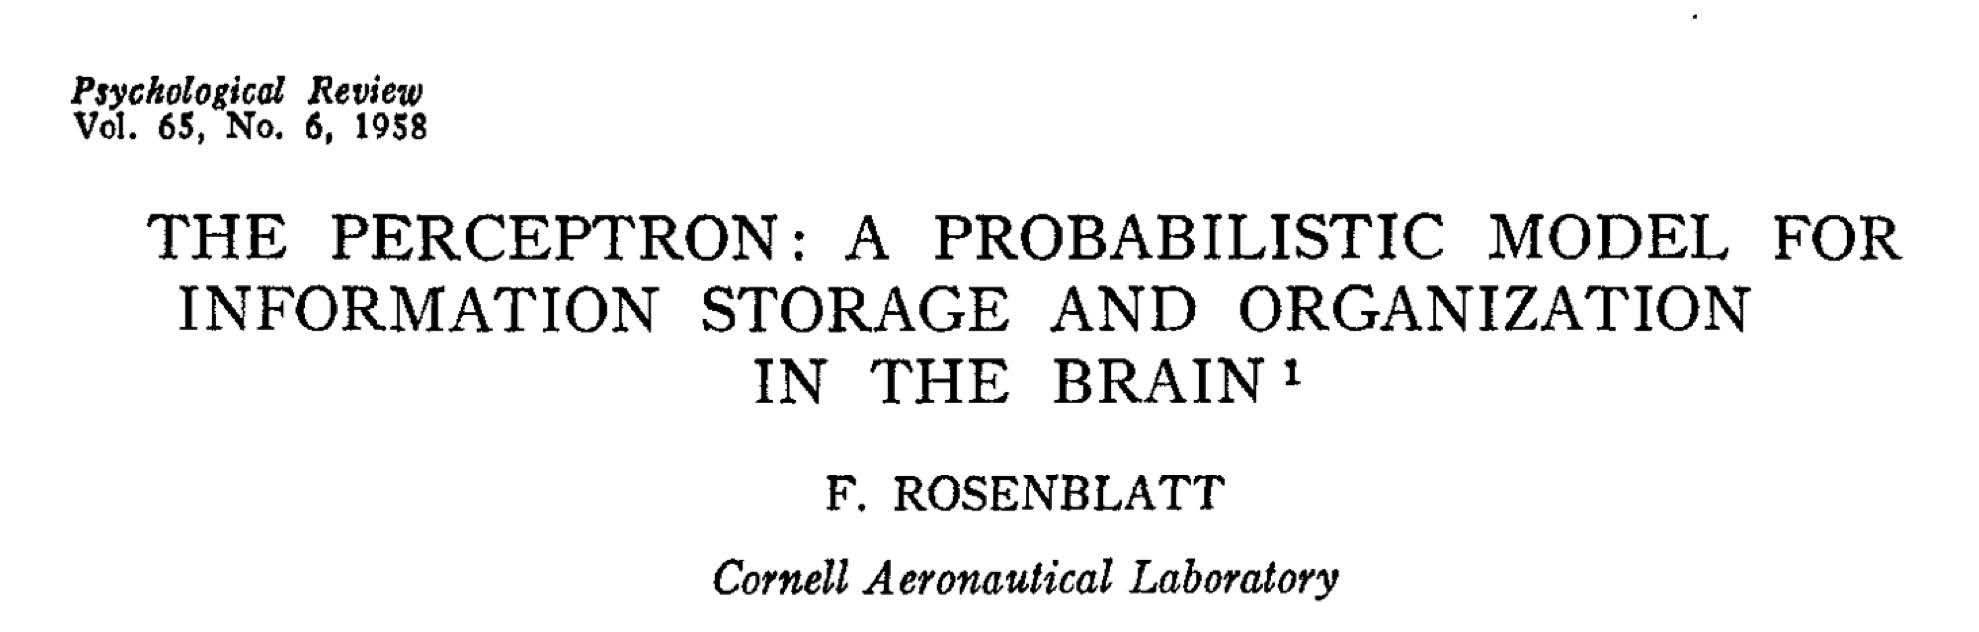 Psychological Review
Vol. 65, No. 6, 1958
THE PERCEPTRON: A PROBABILISTIC MODEL FOR
INFORMATION STORAGE AND ORGANIZATION
IN THE BRAIN ¹
F. ROSENBLATT
Cornell Aeronautical Laboratory